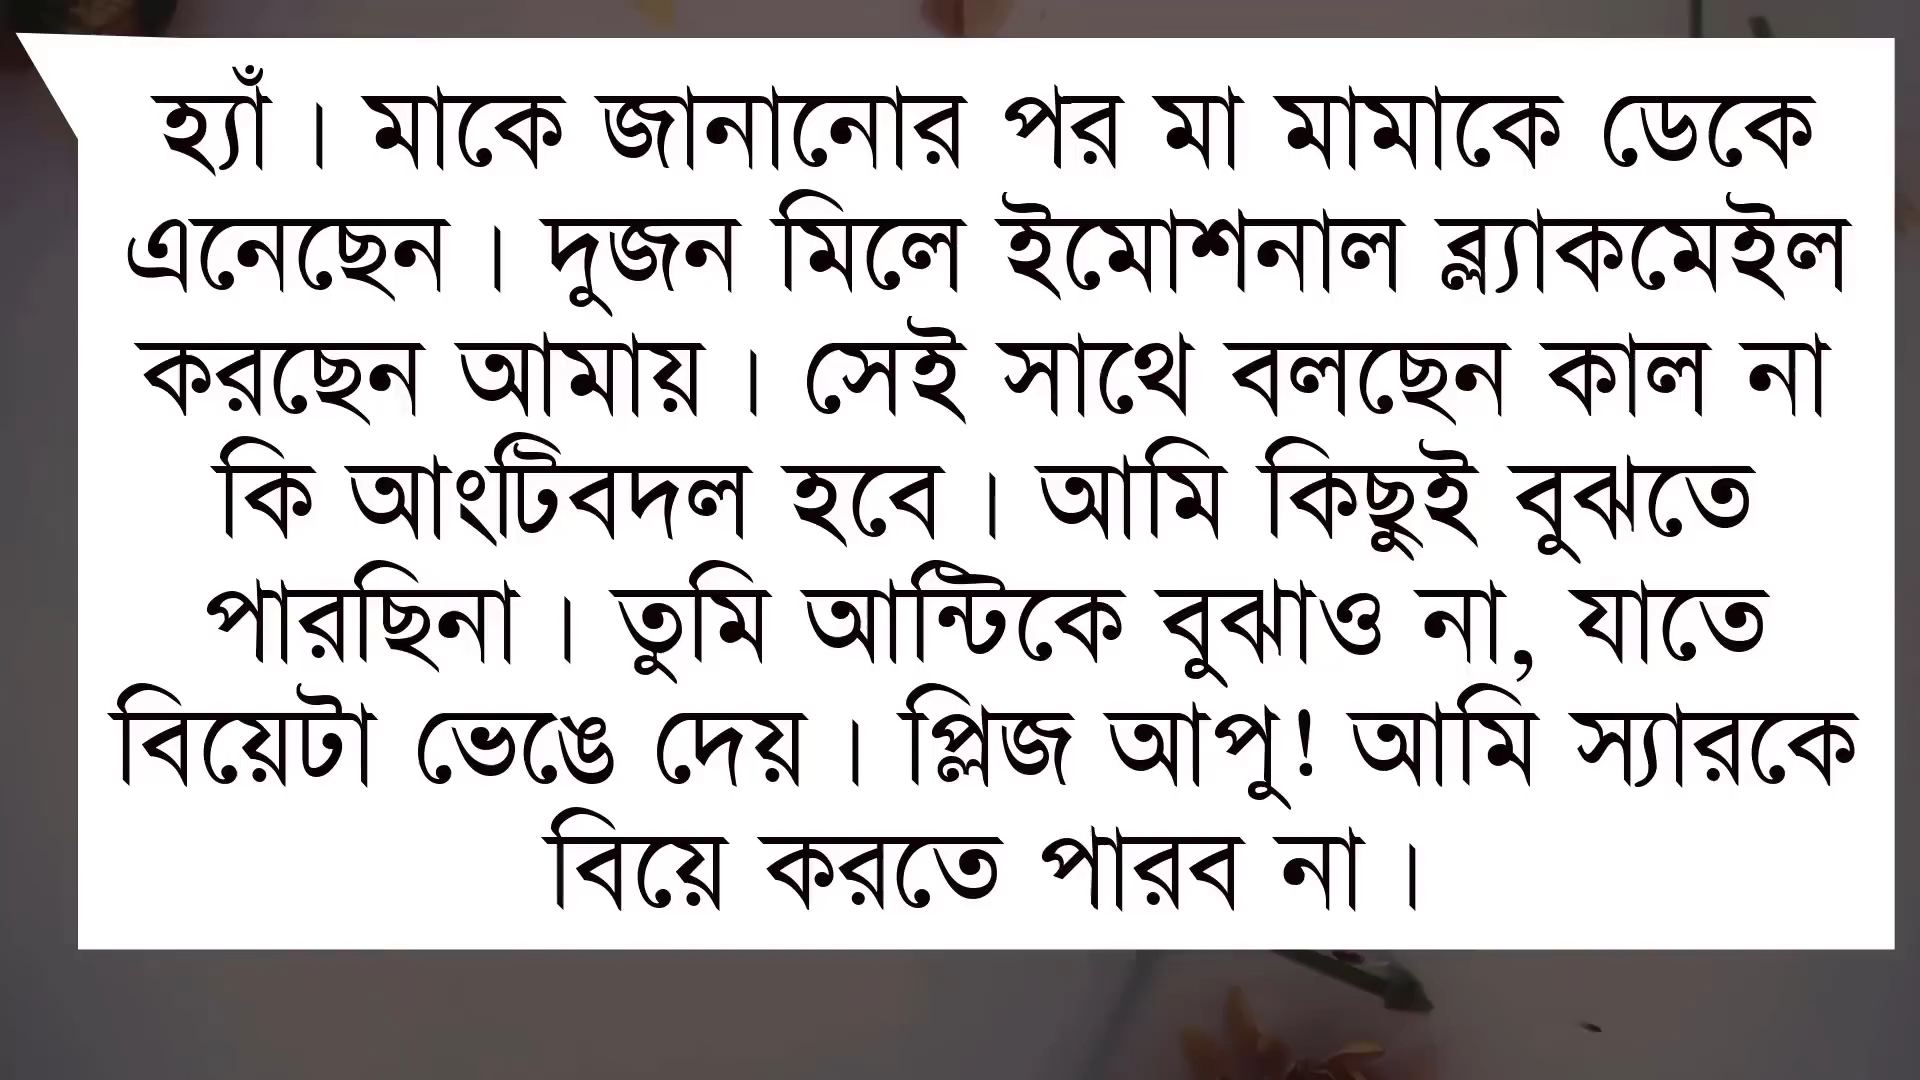 হ্যাঁ। মাকে জানানোর পর মা মামাকে ডেকে
এনেছেন। দুজন মিলে ইমোশনাল ব্ল্যাকমেইল
করছেন আমায়। সেই সাথে বলছেন কাল না
কি আংটিবদল হবে। আমি কিছুই বুঝতে
পারছিনা। তুমি আন্টিকে বুঝাও না, যাতে
বিয়েটা ভেঙে দেয়। প্লিজ আপু! আমি স্যারকে
বিয়ে করতে পারব না।